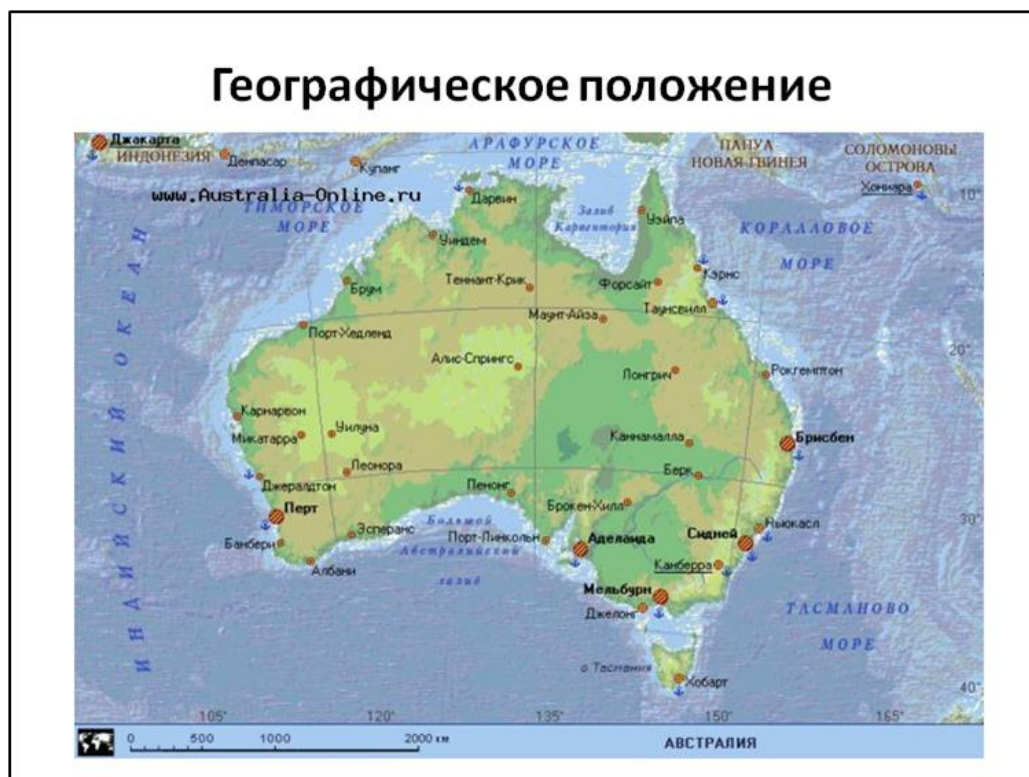 Географическое положение
Джакарта
ИНДОНЕЗИЯ
Денпасар
Купанг
АРАФУРСКОЕ
МОРЕ
ПАПУА
НОВАЯ ГВИНЕЯ
СОЛОМОНОВЫ
ОСТРОВА
Хониара
10°
www.Australia-Online.ru
ТИМОРСКОЕ
МОРЕ
Дарвин
Залив
Карпентария
Уэйпа
КОРАЛЛОВОЕ
МОРЕ
Уиндем
Брум
Теннант-Крик
Форсайт
Кэрнс
Таунсвилл
Маунт-Айза
Порт-Хедленд
Алис-Спрингс
Лонгрич
Рокгемптон
20°
Карнарвон
Микатарра
Уилуна
Каннамалла
Брисбен
Леонора
Джералдтон
Пенонг
Берк
Брокен-Хилл
Перт
Эсперанс
Банбери
Албани
Большой
Австралийский
залив
Порт-Линкольн
Аделаида
Сидней
Ньюкасл
30°
Канберра
Мельбурн
Джелонг
ТАСМАНОВО
МОРЕ
о. Тасмания
Хобарт
40°
ИНДИЙСКИЙ ОКЕАН
105° 120° 135° 150° 165°
0 500 1000 2000 км
АВСТРАЛИЯ